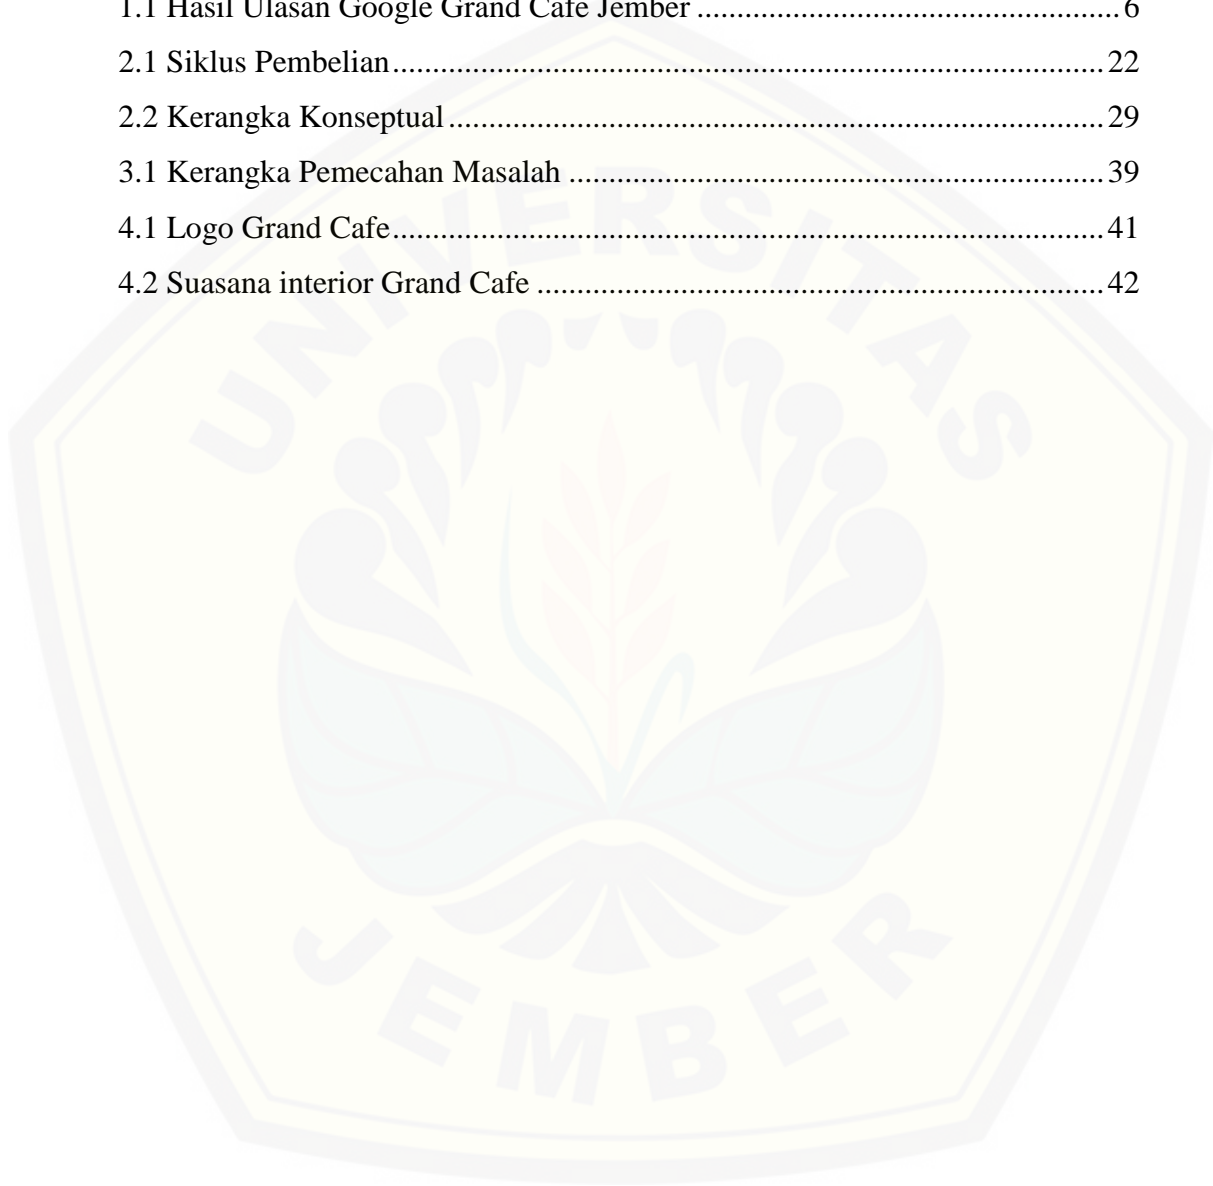 1.1 Hasil Ulasan Google Grand Cafe Jember ..................................................... 6
2.1 Siklus Pembelian ......................................................................................... 22
2.2 Kerangka Konseptual .................................................................................. 29
3.1 Kerangka Pemecahan Masalah ................................................................... 39
4.1 Logo Grand Cafe ......................................................................................... 41
4.2 Suasana interior Grand Cafe ....................................................................... 42
UNIVERSITAS
JEMBER